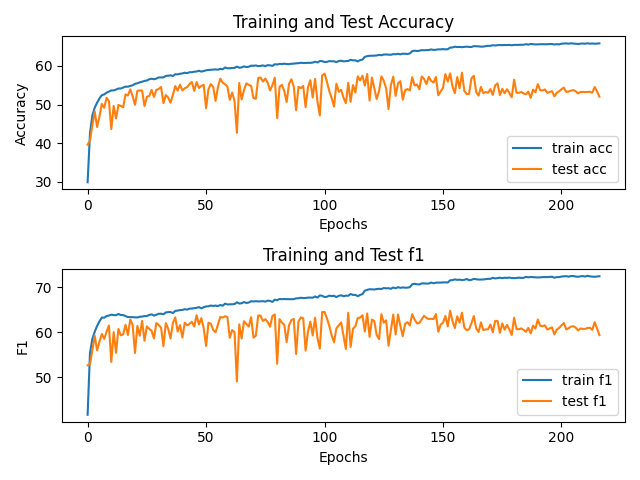 Training and Test Accuracy
Accuracy
60
50
40
30
train acc
test acc
0
50
100
150
200
Epochs
Training and Test f1
F1
70
60
50
train f1
test f1
0
50
100
150
200
Epochs